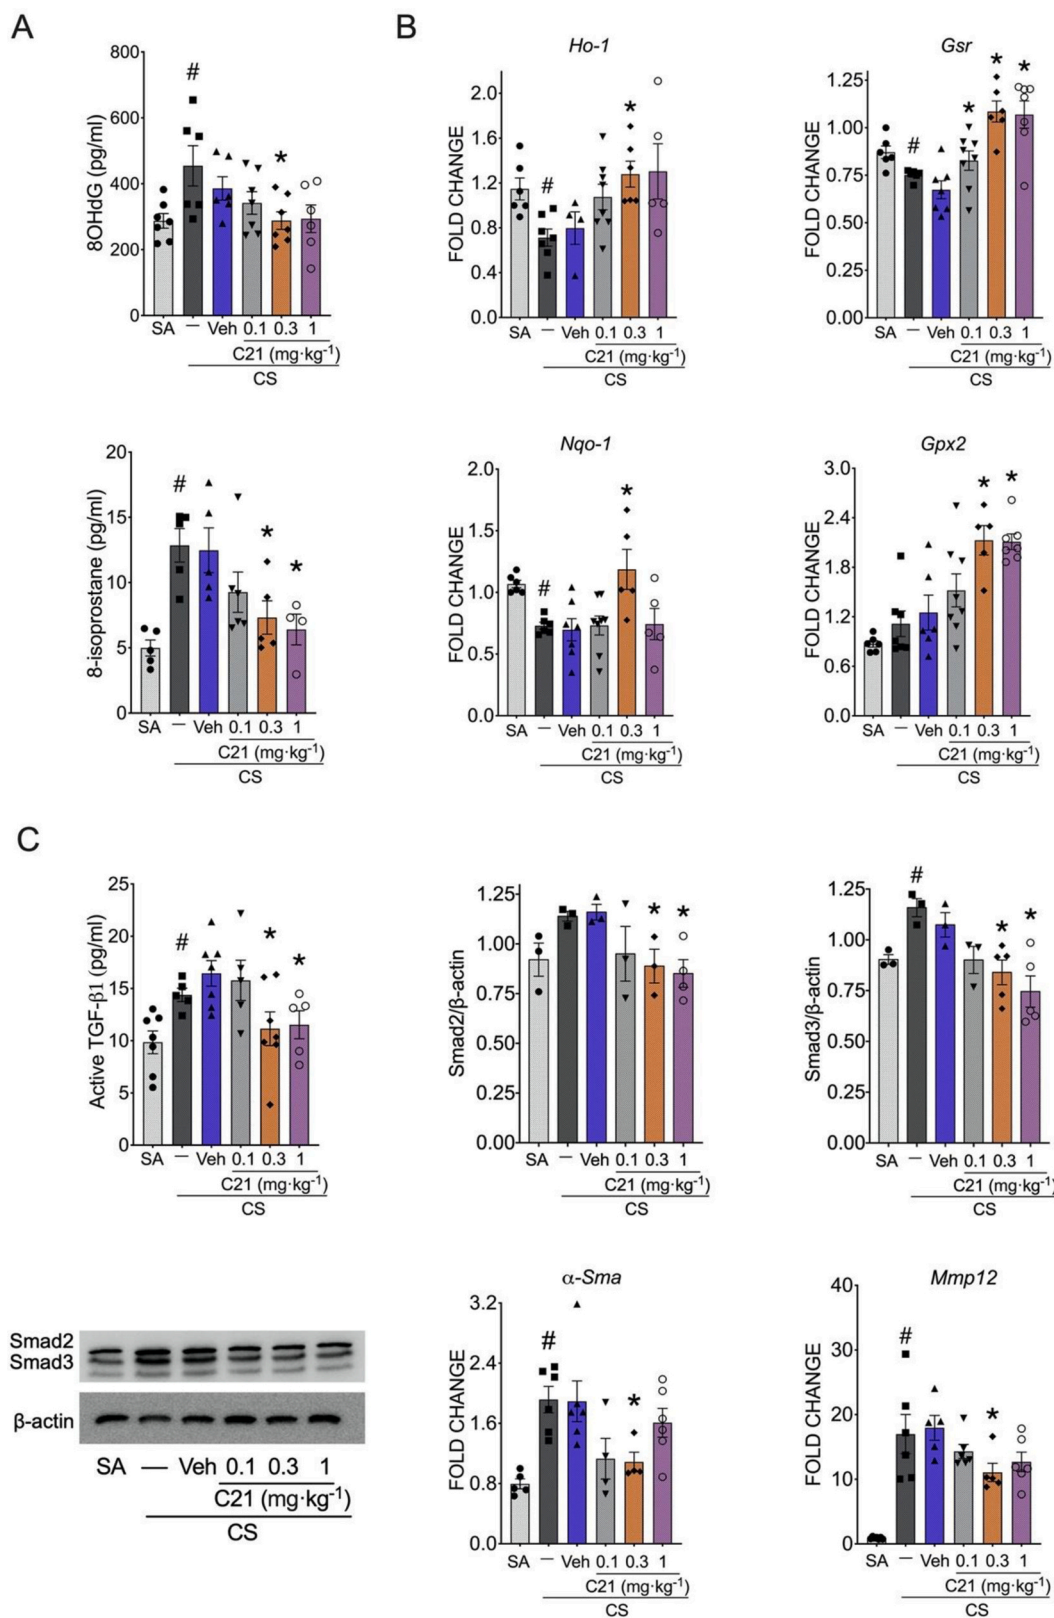 A
B
800
600
400
200
0
8OHdG (pg/ml)
#
*
SA — Veh 0.1 0.3 1
C21 (mg·kg-1)
CS
Ho-1
2.0
1.6
1.2
0.8
0.4
0.0
FOLD CHANGE
#
*
SA — Veh 0.1 0.3 1
C21 (mg·kg-1)
CS
Gsr
1.25
1.00
0.75
0.50
0.25
0.00
FOLD CHANGE
#
* * *
SA — Veh 0.1 0.3 1
C21 (mg·kg-1)
CS
20
15
10
5
0
8-isoprostane (pg/ml)
#
* *
SA — Veh 0.1 0.3 1
C21 (mg·kg-1)
CS
Nqo-1
2.0
1.5
1.0
0.5
0.0
FOLD CHANGE
#
*
SA — Veh 0.1 0.3 1
C21 (mg·kg-1)
CS
Gpx2
3.0
2.4
1.8
1.2
0.6
0.0
FOLD CHANGE
* *
SA — Veh 0.1 0.3 1
C21 (mg·kg-1)
CS
C
25
20
15
10
5
0
Active TGF-β1 (pg/ml)
#
* *
SA — Veh 0.1 0.3 1
C21 (mg·kg-1)
CS
1.25
1.00
0.75
0.50
0.25
0.00
Smad2/β-actin
* *
SA — Veh 0.1 0.3 1
C21 (mg·kg-1)
CS
1.25
1.00
0.75
0.50
0.25
0.00
Smad3/β-actin
#
* *
SA — Veh 0.1 0.3 1
C21 (mg·kg-1)
CS
Smad2
Smad3
β-actin
SA — Veh 0.1 0.3 1
C21 (mg·kg-1)
CS
α-Sma
3.2
2.4
1.6
0.8
0.0
FOLD CHANGE
#
*
SA — Veh 0.1 0.3 1
C21 (mg·kg-1)
CS
Mmp12
40
30
20
10
0
FOLD CHANGE
#
*
SA — Veh 0.1 0.3 1
C21 (mg·kg-1)
CS